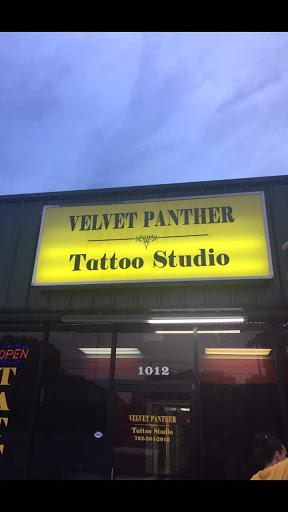 VELVET PANTHER
Tattoo Studio
OPEN
1012
VELVET PANTHER
Tattoo Studio